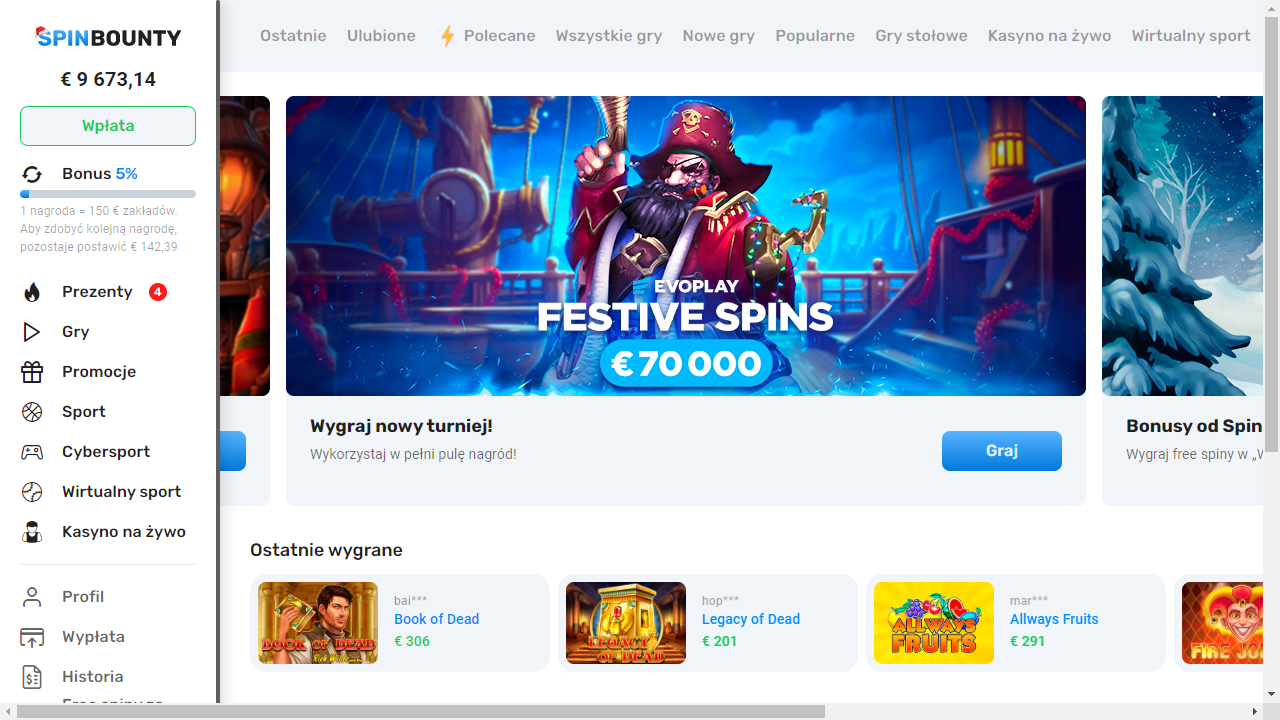 SPINBOUNTY
€ 9 673,14
Wpłata
Bonus 5%
1 nagroda = 150 € zakładów.
Aby zdobyć kolejną nagrodę,
pozostaje postawić € 142,39
Prezenty 4
Gry
Promocje
Sport
Cybersport
Wirtualny sport
Kasyno na żywo
Profil
Wypłata
Historia
Ostatnie Ulubione Polecane Wszystkie gry Nowe gry Popularne Gry stołowe Kasyno na żywo Wirtualny sport
EVOPLAY
FESTIVE SPINS
€ 70 000
Wygraj nowy turniej!
Wykorzystaj w pełni pulę nagród!
Graj
Bonusy od Spin
Wygraj free spiny w „W
Ostatnie wygrane
BOOK OF DEAD
bai***
Book of Dead
€ 306
LEGACY OF DEAD
hop***
Legacy of Dead
€ 201
ALLWAYS
FRUITS
mar***
Allways Fruits
€ 291
FIRE JO